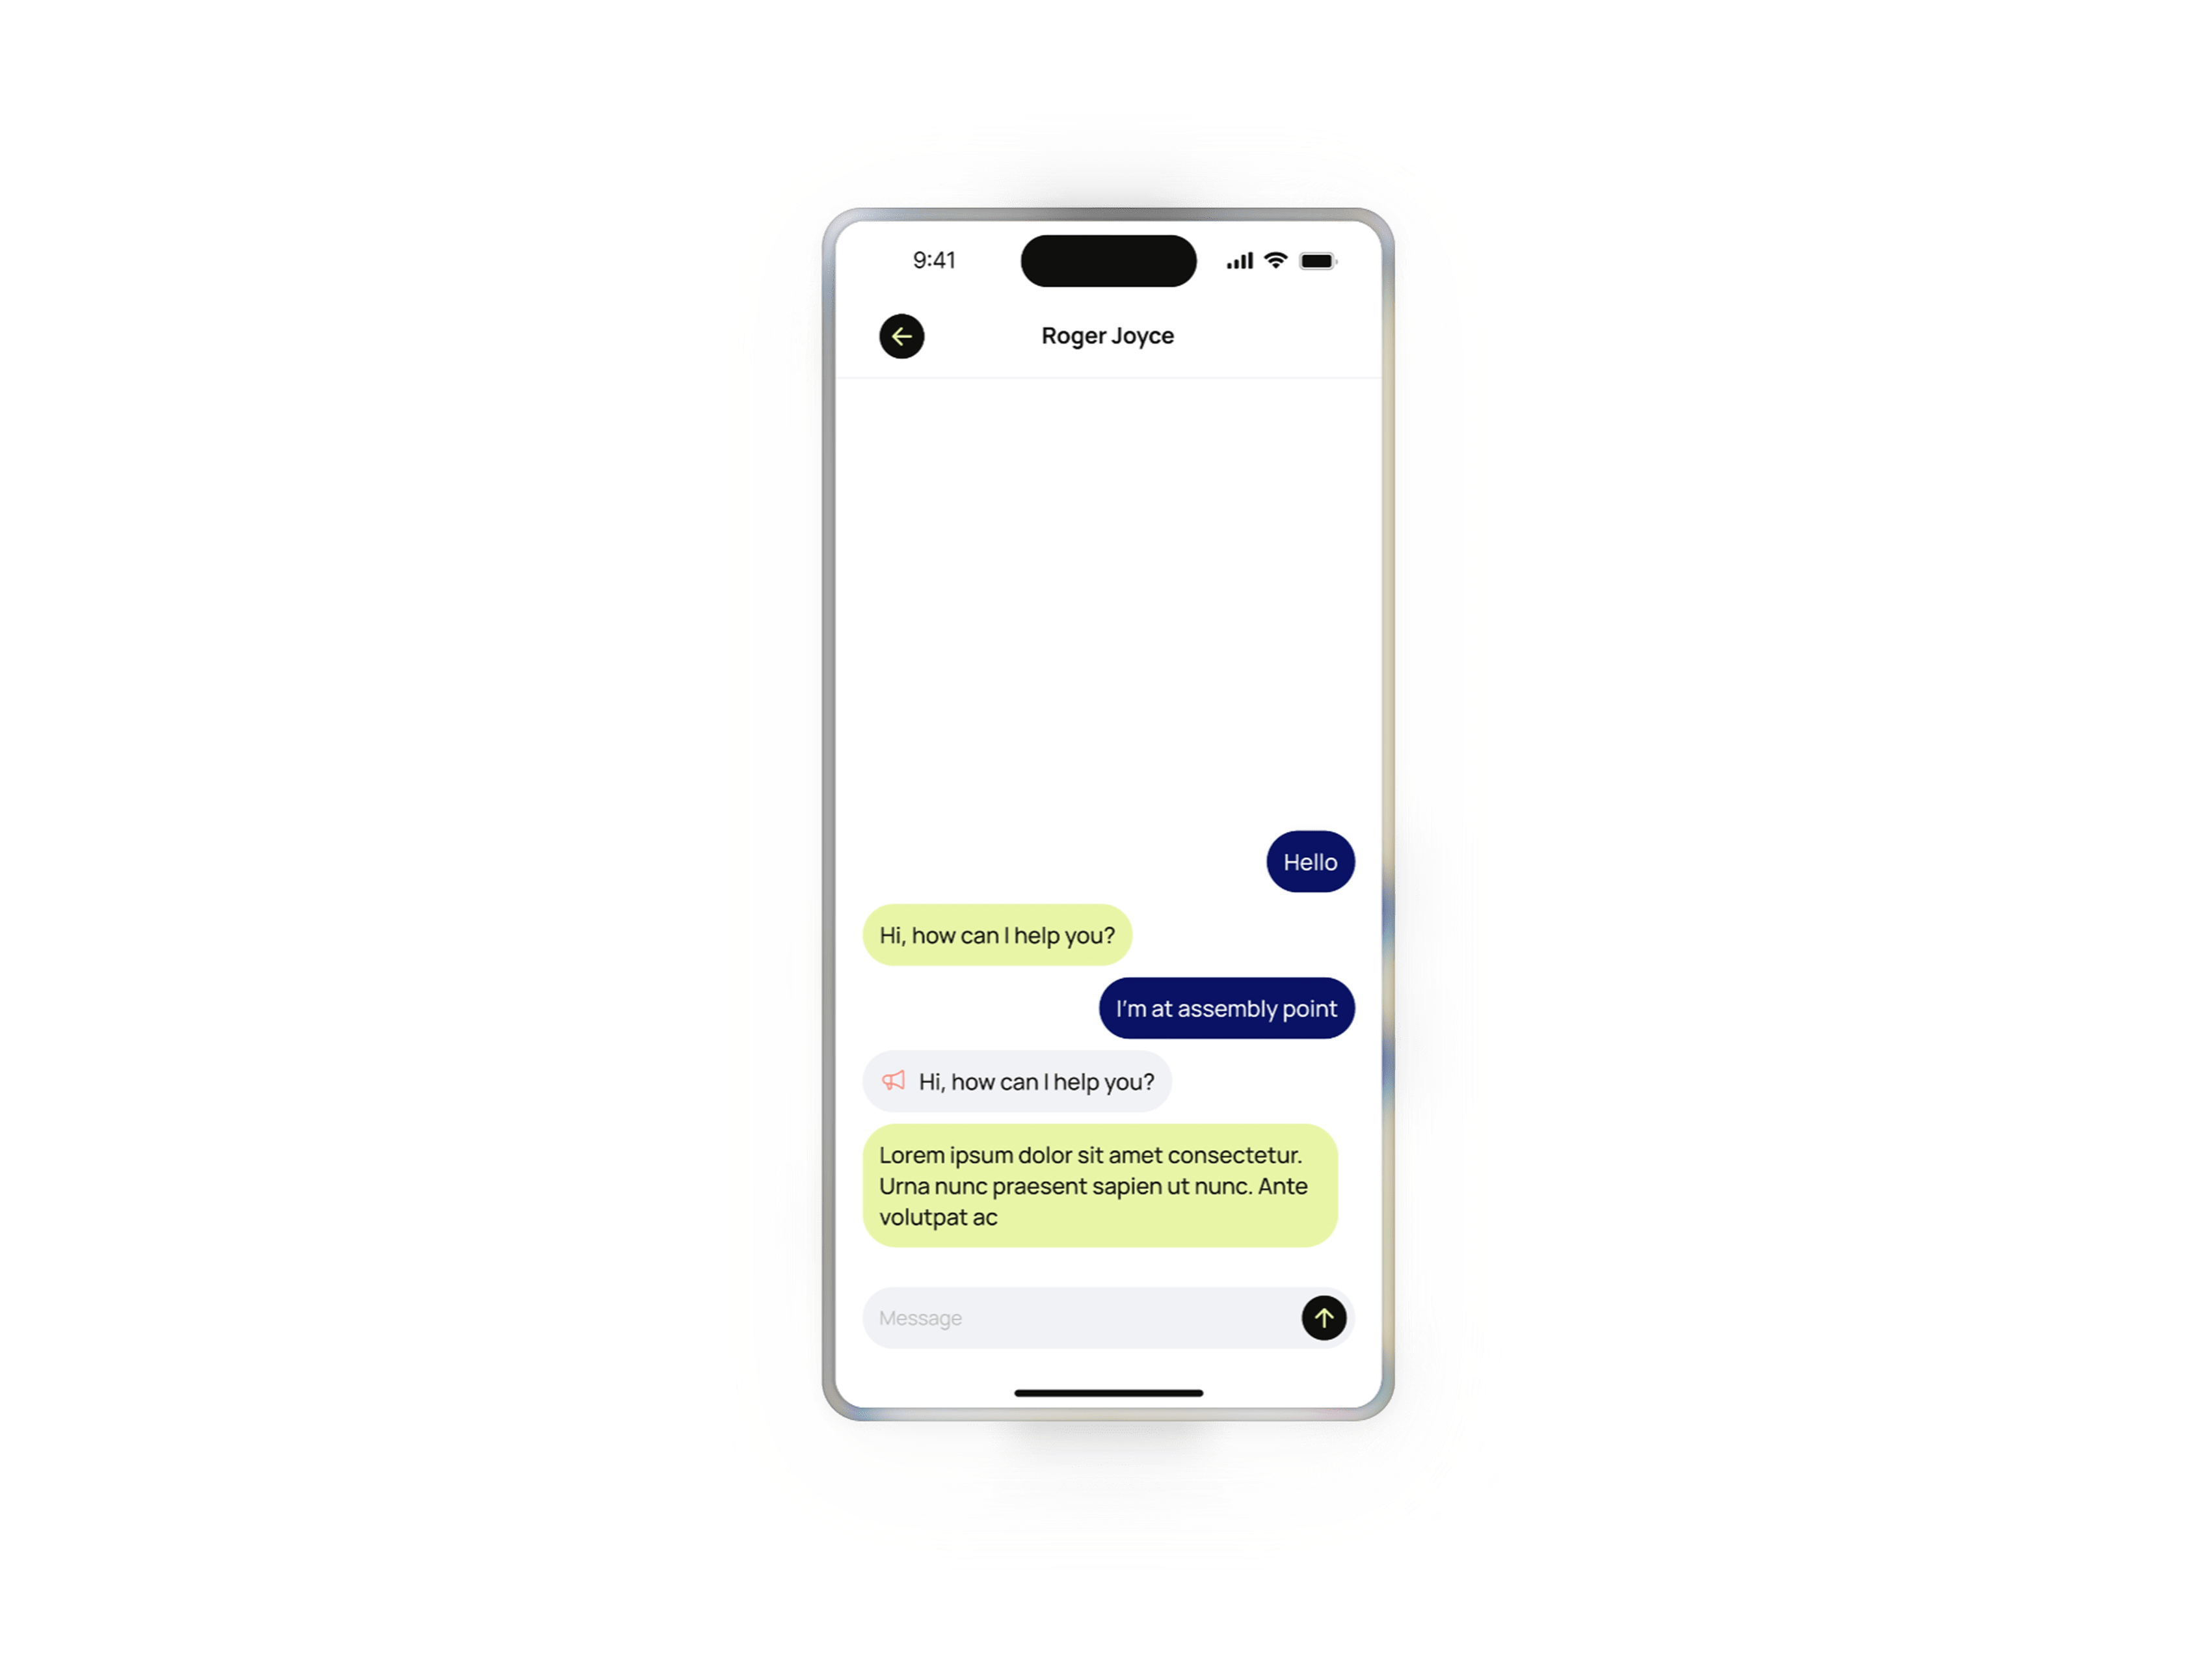 9:41
Roger Joyce
Hello
Hi, how can I help you?
I'm at assembly point
Hi, how can I help you?
Lorem ipsum dolor sit amet consectetur.
Urna nunc praesent sapien ut nunc. Ante
volutpat ac
Message